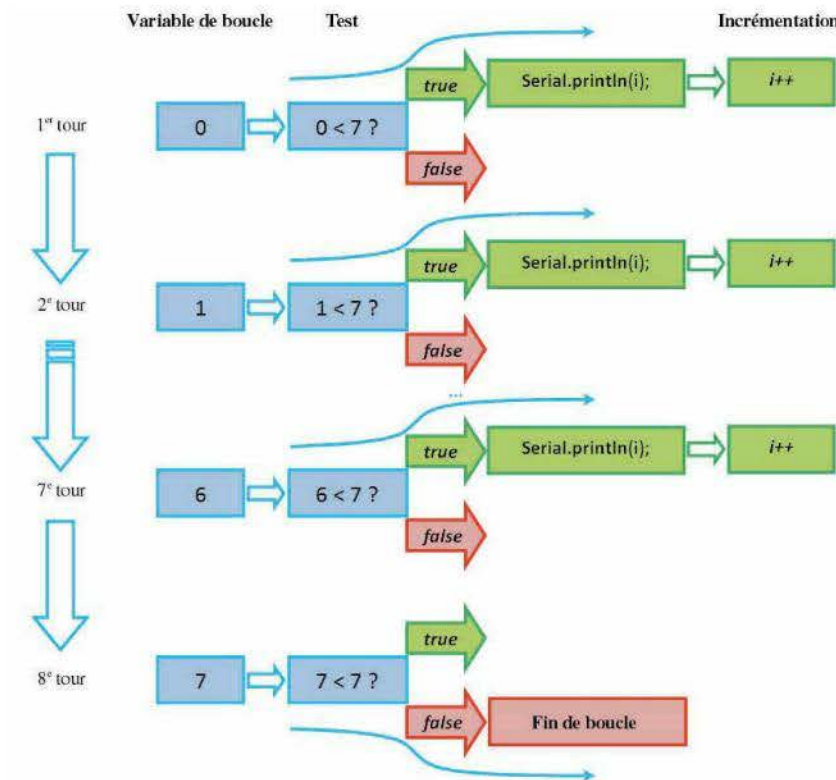 Variable de boucle Test Incrémentation
true Serial.println(i); i++
1er tour 0 0 < 7 ?
false
true Serial.println(i); i++
2e tour 1 1 < 7 ?
false
...
true Serial.println(i); i++
7e tour 6 6 < 7 ?
false
true
8e tour 7 7 < 7 ?
false Fin de boucle